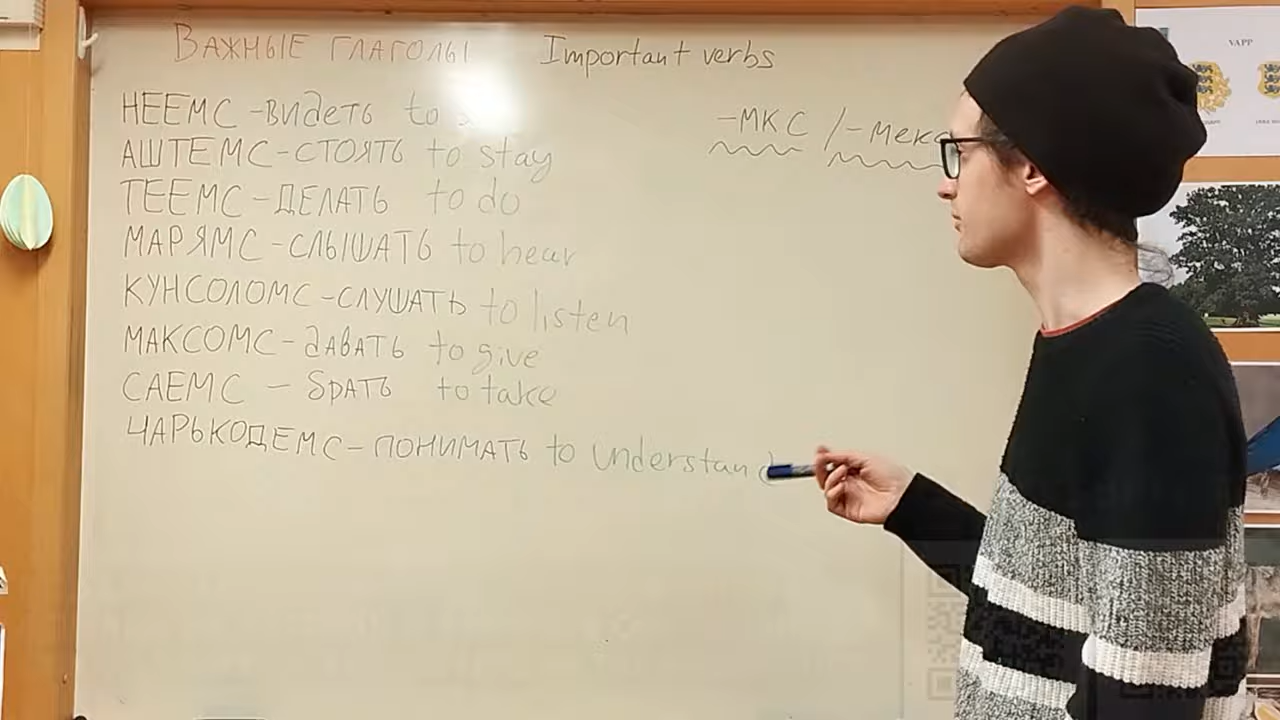 Важные глаголы Important verbs
НЕЕМС - видеть to
-МКС /-мекс
АШТЕМС - СТОЯТЬ to stay
ТЕЕМС - ДЕЛАТЬ to do
МАРЯМС - СЛЫШАТЬ to hear
КУНСОЛОМС - СЛУШАТЬ to listen
МАКСОМС - давать to give
САЕМС - брать to take
ЧАРЬКОДЕМС - ПОНИМАТЬ to understand
VAPP